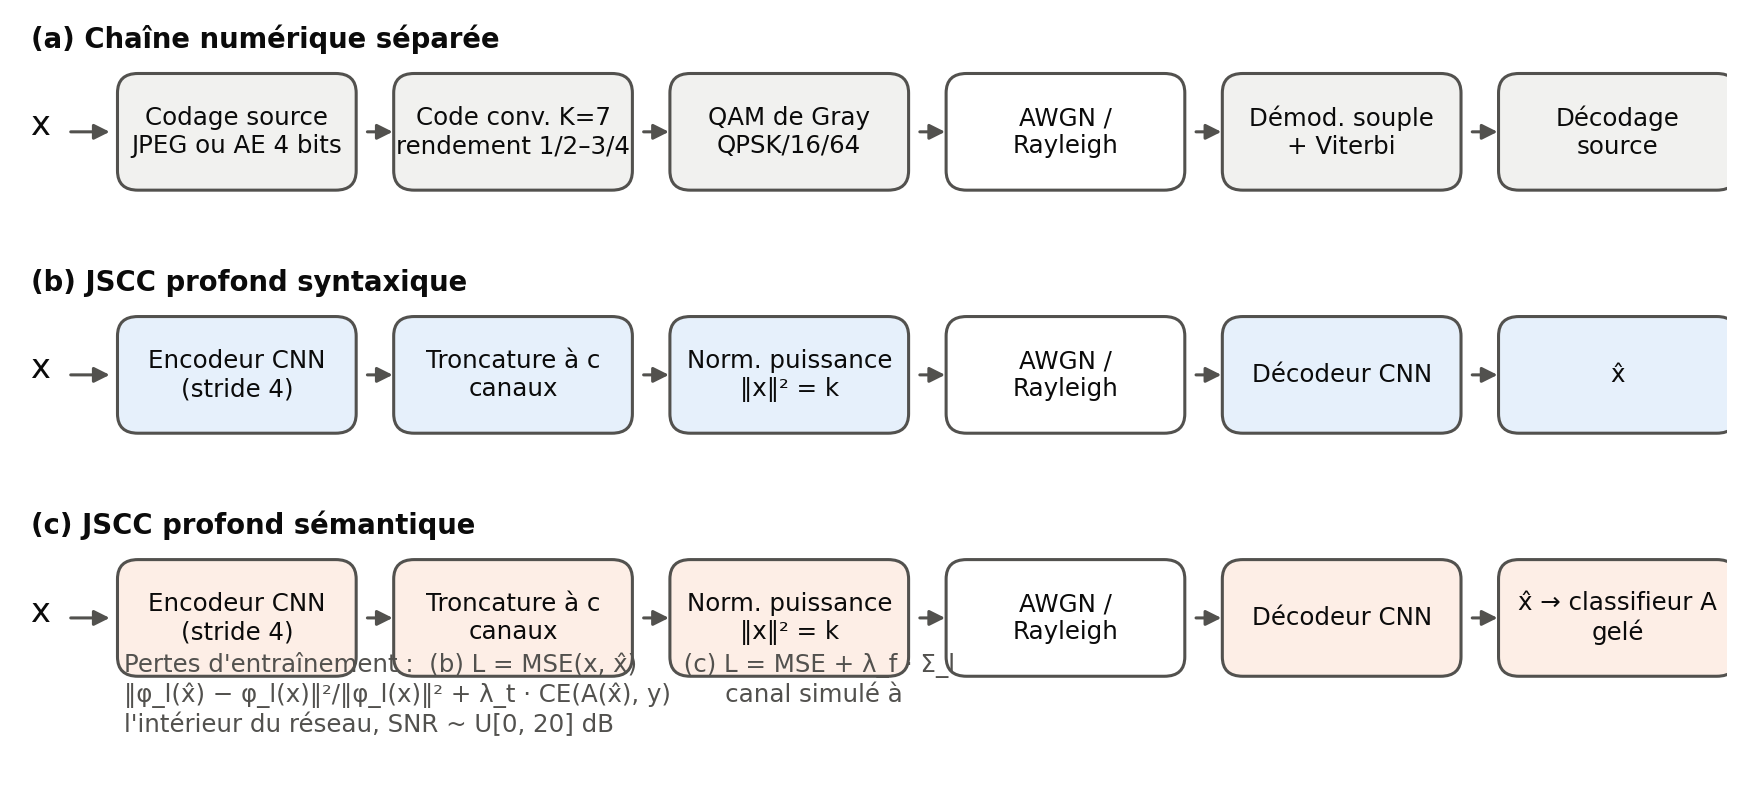 (a) Chaîne numérique séparée
x
Codage source
JPEG ou AE 4 bits
Code conv. K=7
rendement 1/2–3/4
QAM de Gray
QPSK/16/64
AWGN /
Rayleigh
Démod. souple
+ Viterbi
Décodage
source
(b) JSCC profond syntaxique
x
Encodeur CNN
(stride 4)
Troncature à c
canaux
Norm. puissance
‖x‖² = k
AWGN /
Rayleigh
Décodeur CNN
x̂
(c) JSCC profond sémantique
x
Encodeur CNN
(stride 4)
Troncature à c
canaux
Norm. puissance
‖x‖² = k
AWGN /
Rayleigh
Décodeur CNN
x̂ → classifieur A
gelé
Pertes d'entraînement : (b) L = MSE(x, x̂) (c) L = MSE + λ_f · Σ_l
‖φ_l(x̂) − φ_l(x)‖²/‖φ_l(x)‖² + λ_t · CE(A(x̂), y) canal simulé à
l'intérieur du réseau, SNR ~ U[0, 20] dB